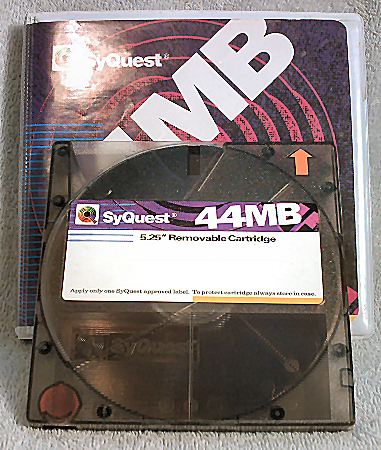 SyQuest®
MB
SyQuest® 44MB
5.25" Removable Cartridge
Apply only one SyQuest approved label. To protect cartridge always store in case.
SyQuest